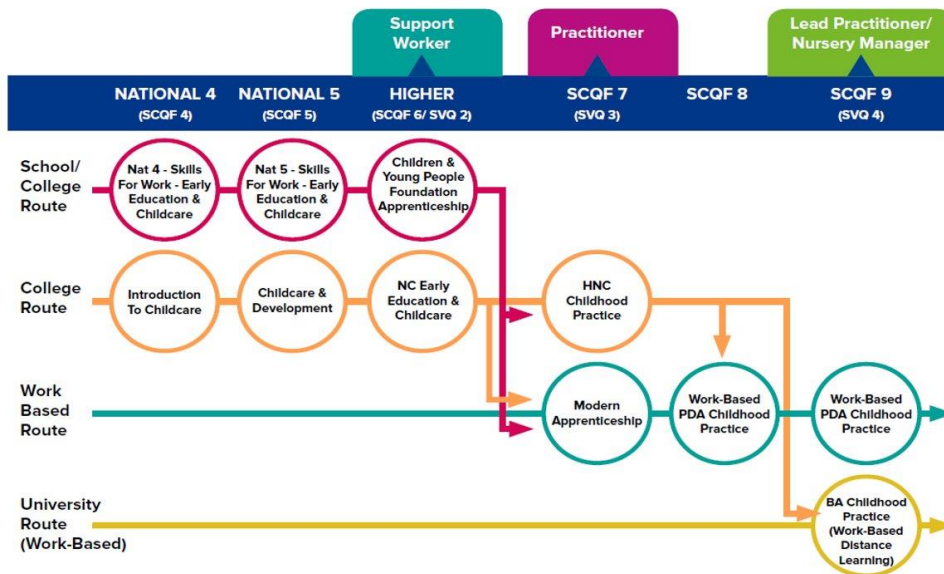 Support
Worker
Practitioner
Lead Practitioner/
Nursery Manager
NATIONAL 4
(SCQF 4)
NATIONAL 5
(SCQF 5)
HIGHER
(SCQF 6/ SVQ 2)
SCQF 7
(SVQ 3)
SCQF 8
SCQF 9
(SVQ 4)
School/
College
Route
Nat 4 - Skills
For Work - Early
Education &
Childcare
Nat 5 - Skills
For Work - Early
Education &
Childcare
Children &
Young People
Foundation
Apprenticeship
College
Route
Introduction
To Childcare
Childcare &
Development
NC Early
Education &
Childcare
HNC
Childhood
Practice
Work
Based
Route
Modern
Apprenticeship
Work-Based
PDA Childhood
Practice
Work-Based
PDA Childhood
Practice
University
Route
(Work-Based)
BA Childhood
Practice
(Work-Based
Distance
Learning)